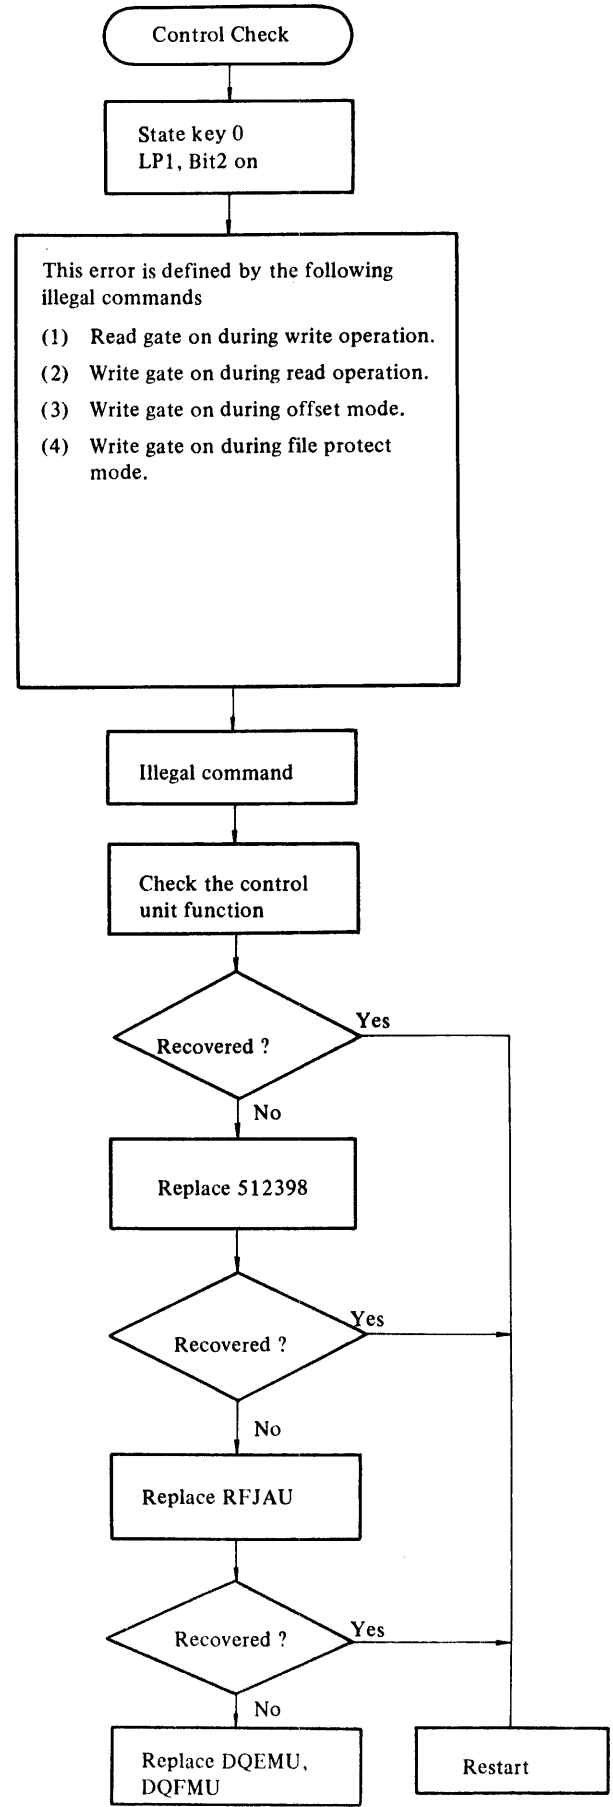 Control Check
State key 0
LP1, Bit2 on
This error is defined by the following
illegal commands
(1) Read gate on during write operation.
(2) Write gate on during read operation.
(3) Write gate on during offset mode.
(4) Write gate on during file protect
mode.
Illegal command
Check the control
unit function
Recovered ?
Yes
No
Replace 512398
Recovered ?
Yes
No
Replace RFJAU
Recovered ?
Yes
No
Replace DQEMU,
DQFMU
Restart